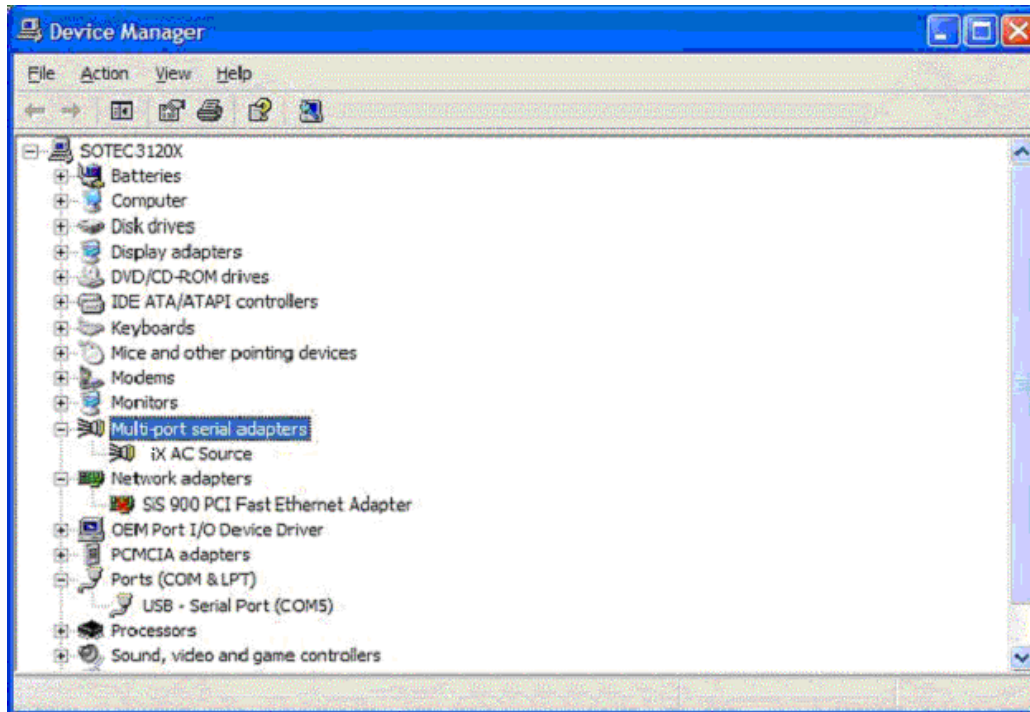 Device Manager
File Action View Help
SOTEC3120X
Batteries
Computer
Disk drives
Display adapters
DVD/CD-ROM drives
IDE ATA/ATAPI controllers
Keyboards
Mice and other pointing devices
Modems
Monitors
Multi-port serial adapters
iX AC Source
Network adapters
SiS 900 PCI Fast Ethernet Adapter
OEM Port I/O Device Driver
PCMCIA adapters
Ports (COM & LPT)
USB - Serial Port (COM5)
Processors
Sound, video and game controllers